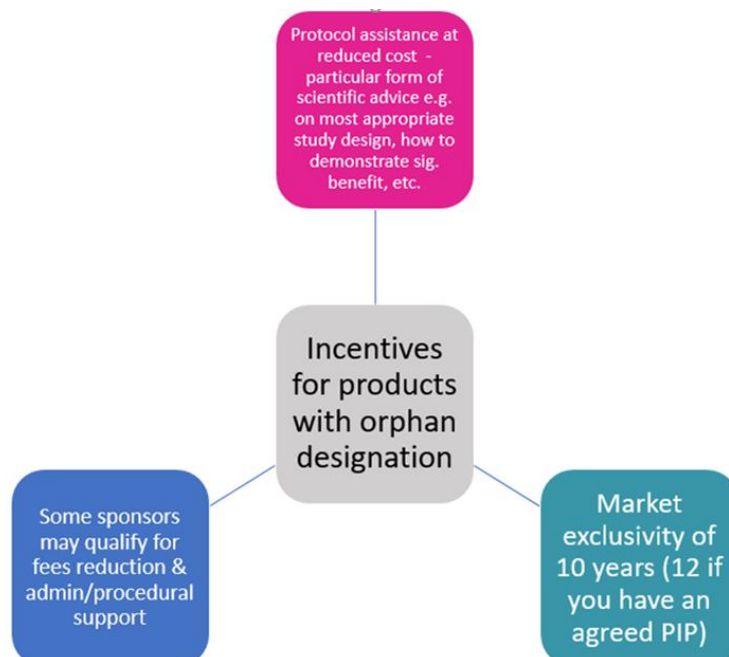 Protocol assistance at
reduced cost  -
particular form of
scientific advice e.g.
on most appropriate
study design, how to
demonstrate sig.
benefit, etc.
Incentives
for products
with orphan
designation
Some sponsors
may qualify for
fees reduction &
admin/procedural
support
Market
exclusivity of
10 years (12 if
you have an
agreed PIP)